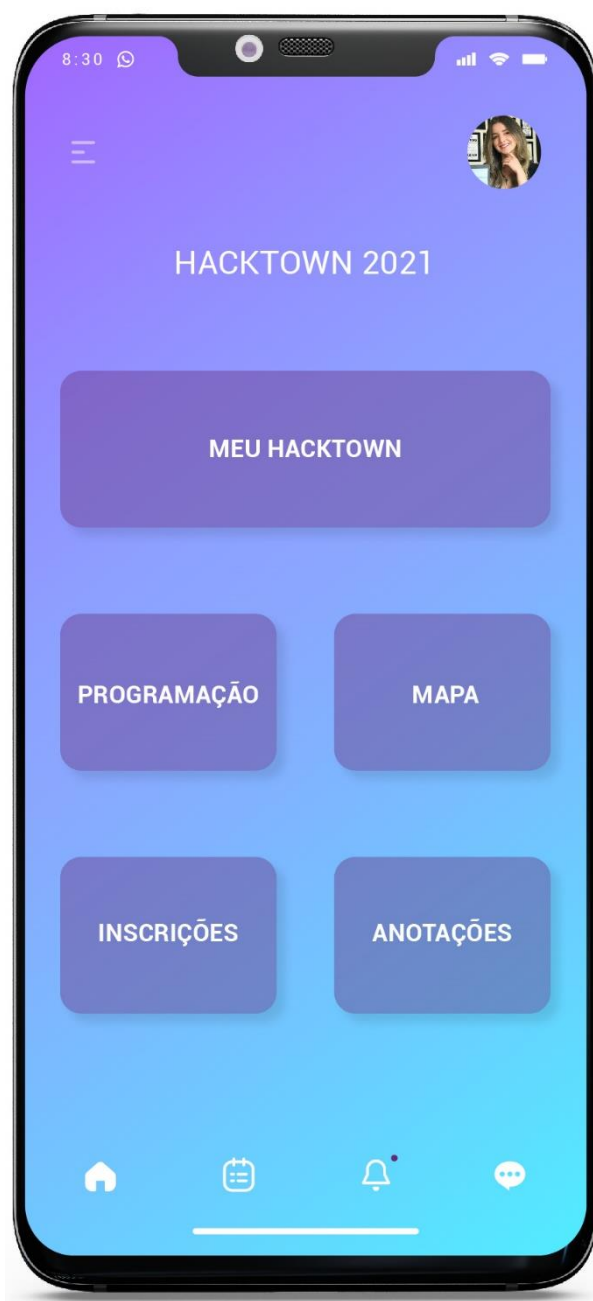 8:30
HACKTOWN 2021
MEU HACKTOWN
PROGRAMAÇÃO
MAPA
INSCRIÇÕES
ANOTAÇÕES